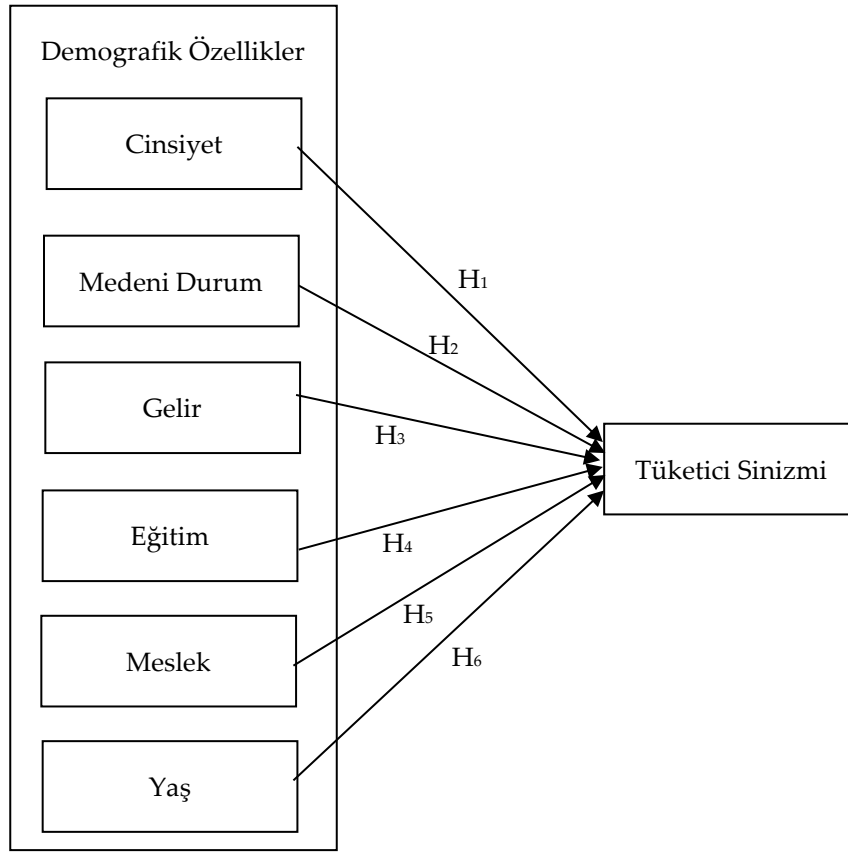 Demografik Özellikler
Cinsiyet
Medeni Durum
Gelir
Eğitim
Meslek
Yaş
H1
H2
H3
H4
H5
H6
Tüketici Sinizmi